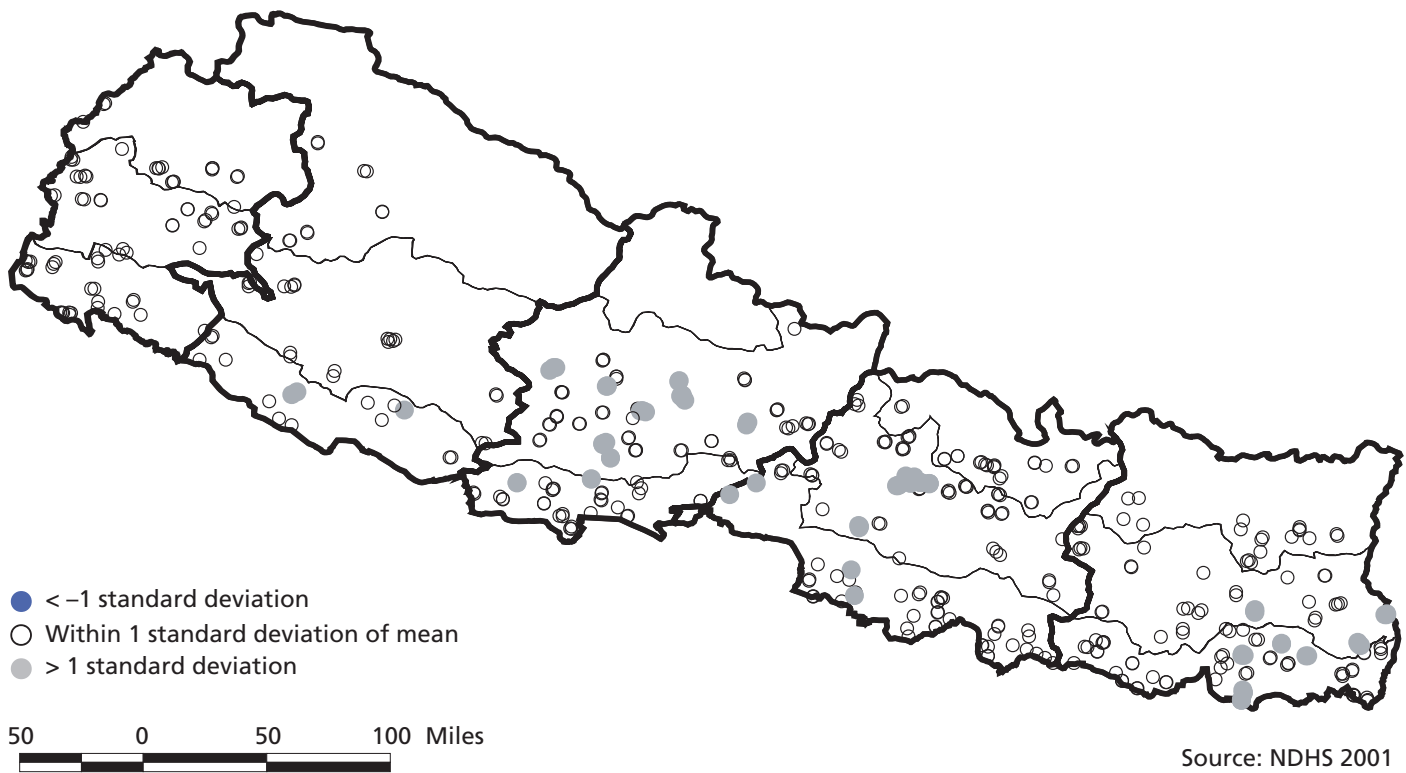 < –1 standard deviation
Within 1 standard deviation of mean
> 1 standard deviation
50 0 50 100 Miles
Source: NDHS 2001